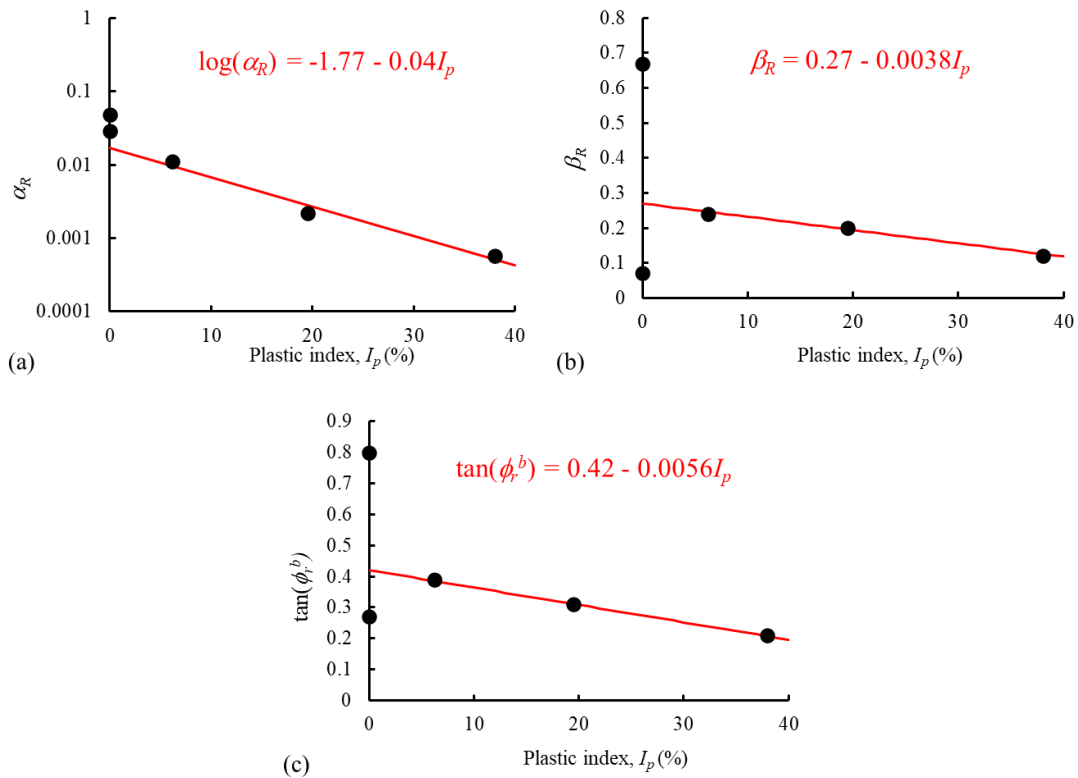 1
0.1
0.01
0.001
0.0001
α_R
log(α_R) = -1.77 - 0.04I_p
0 10 20 30 40
Plastic index, I_p (%)
(a)
0.8
0.7
0.6
0.5
0.4
0.3
0.2
0.1
0
β_R
β_R = 0.27 - 0.0038I_p
0 10 20 30 40
Plastic index, I_p (%)
(b)
0.9
0.8
0.7
0.6
0.5
0.4
0.3
0.2
0.1
0
tan(ϕ_r^b)
tan(ϕ_r^b) = 0.42 - 0.0056I_p
0 10 20 30 40
Plastic index, I_p (%)
(c)